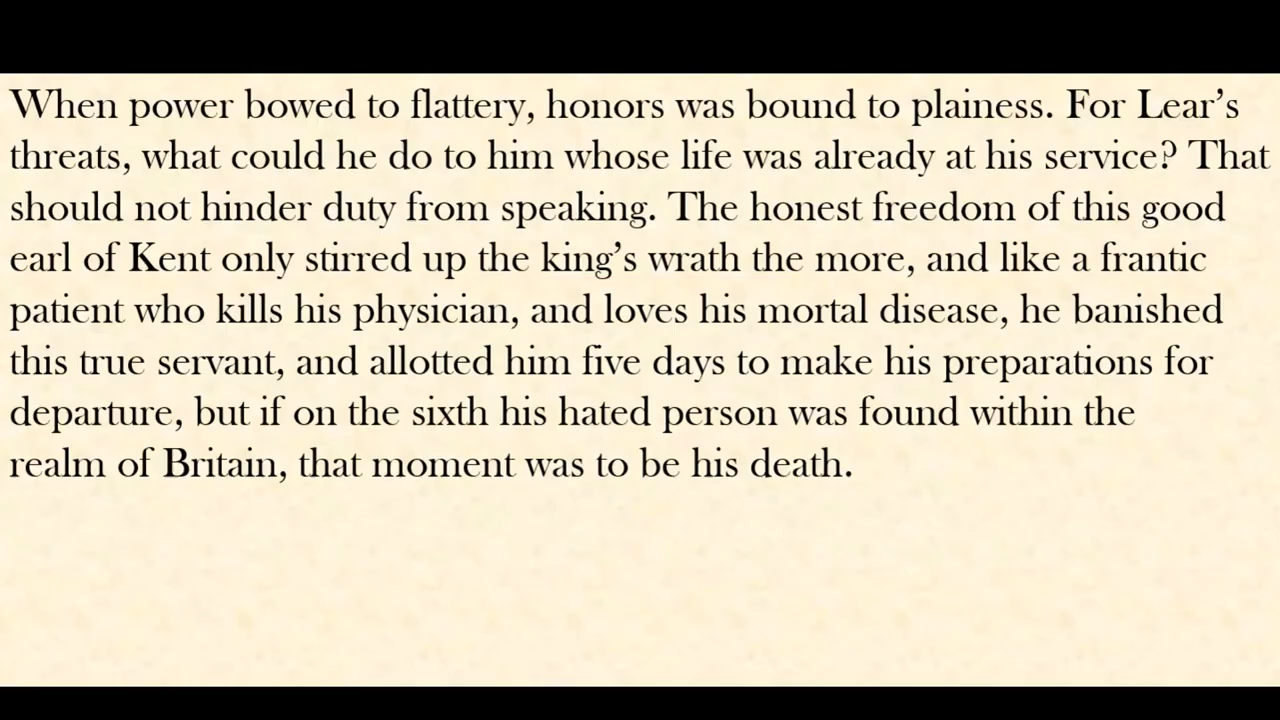 When power bowed to flattery, honors was bound to plainess. For Lear’s
threats, what could he do to him whose life was already at his service? That
should not hinder duty from speaking. The honest freedom of this good
earl of Kent only stirred up the king’s wrath the more, and like a frantic
patient who kills his physician, and loves his mortal disease, he banished
this true servant, and allotted him five days to make his preparations for
departure, but if on the sixth his hated person was found within the
realm of Britain, that moment was to be his death.